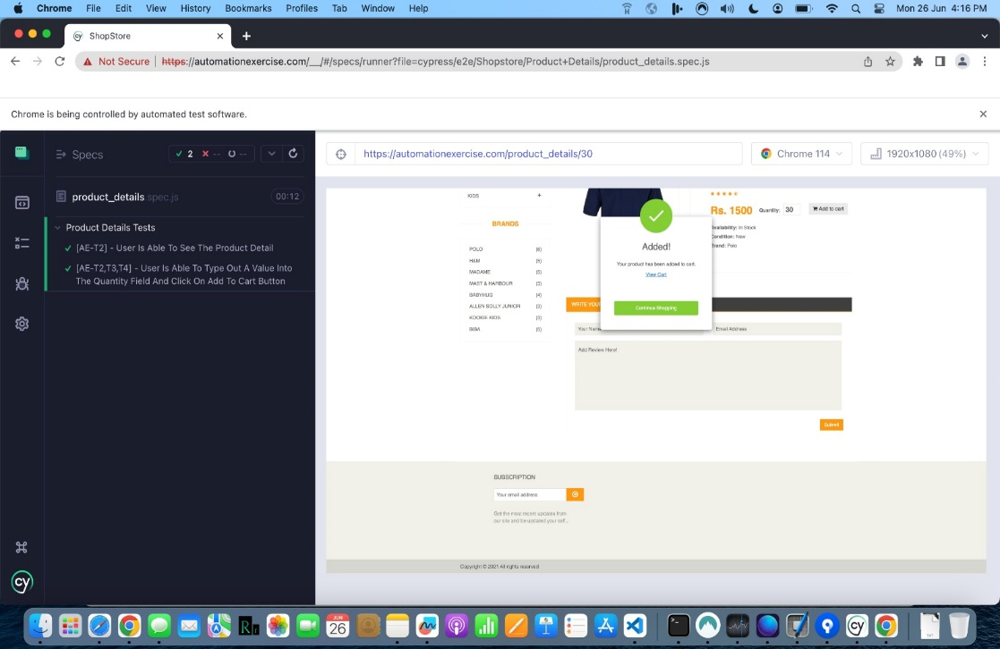 Chrome File Edit View History Bookmarks Profiles Tab Window Help Mon 26 Jun 4:16 PM
ShopStore
Not Secure https://automationexercise.com/__/#/specs/runner?file=cypress/e2e/Shopstore/Product+Details/product_details.spec.js
Chrome is being controlled by automated test software.
Specs
2 -- --
product_details spec.js 00:12
Product Details Tests
[AE-T2] - User Is Able To See The Product Detail
[AE-T2,T3,T4] - User Is Able To Type Out A Value Into
The Quantity Field And Click On Add To Cart Button
cy
https://automationexercise.com/product_details/30 Chrome 114 1920x1080 (49%)
KIDS +
BRANDS
POLO (6)
H&M (5)
MADAME (5)
MAST & HARBOUR (3)
BABYHUG (4)
ALLEN SOLLY JUNIOR (3)
KOOKIE KIDS (3)
BIBA (5)
Rs. 1500 Quantity: 30 Add to cart
Availability: In Stock
Condition: New
Brand: Polo
Added!
Your product has been added to cart.
View Cart
Continue Shopping
WRITE YOU
Your Name Email Address
Add Review Here!
Submit
SUBSCRIPTION
Your email address
Get the most recent updates from
our site and be updated your self...
Copyright © 2021 All rights reserved
JUN
26
cy